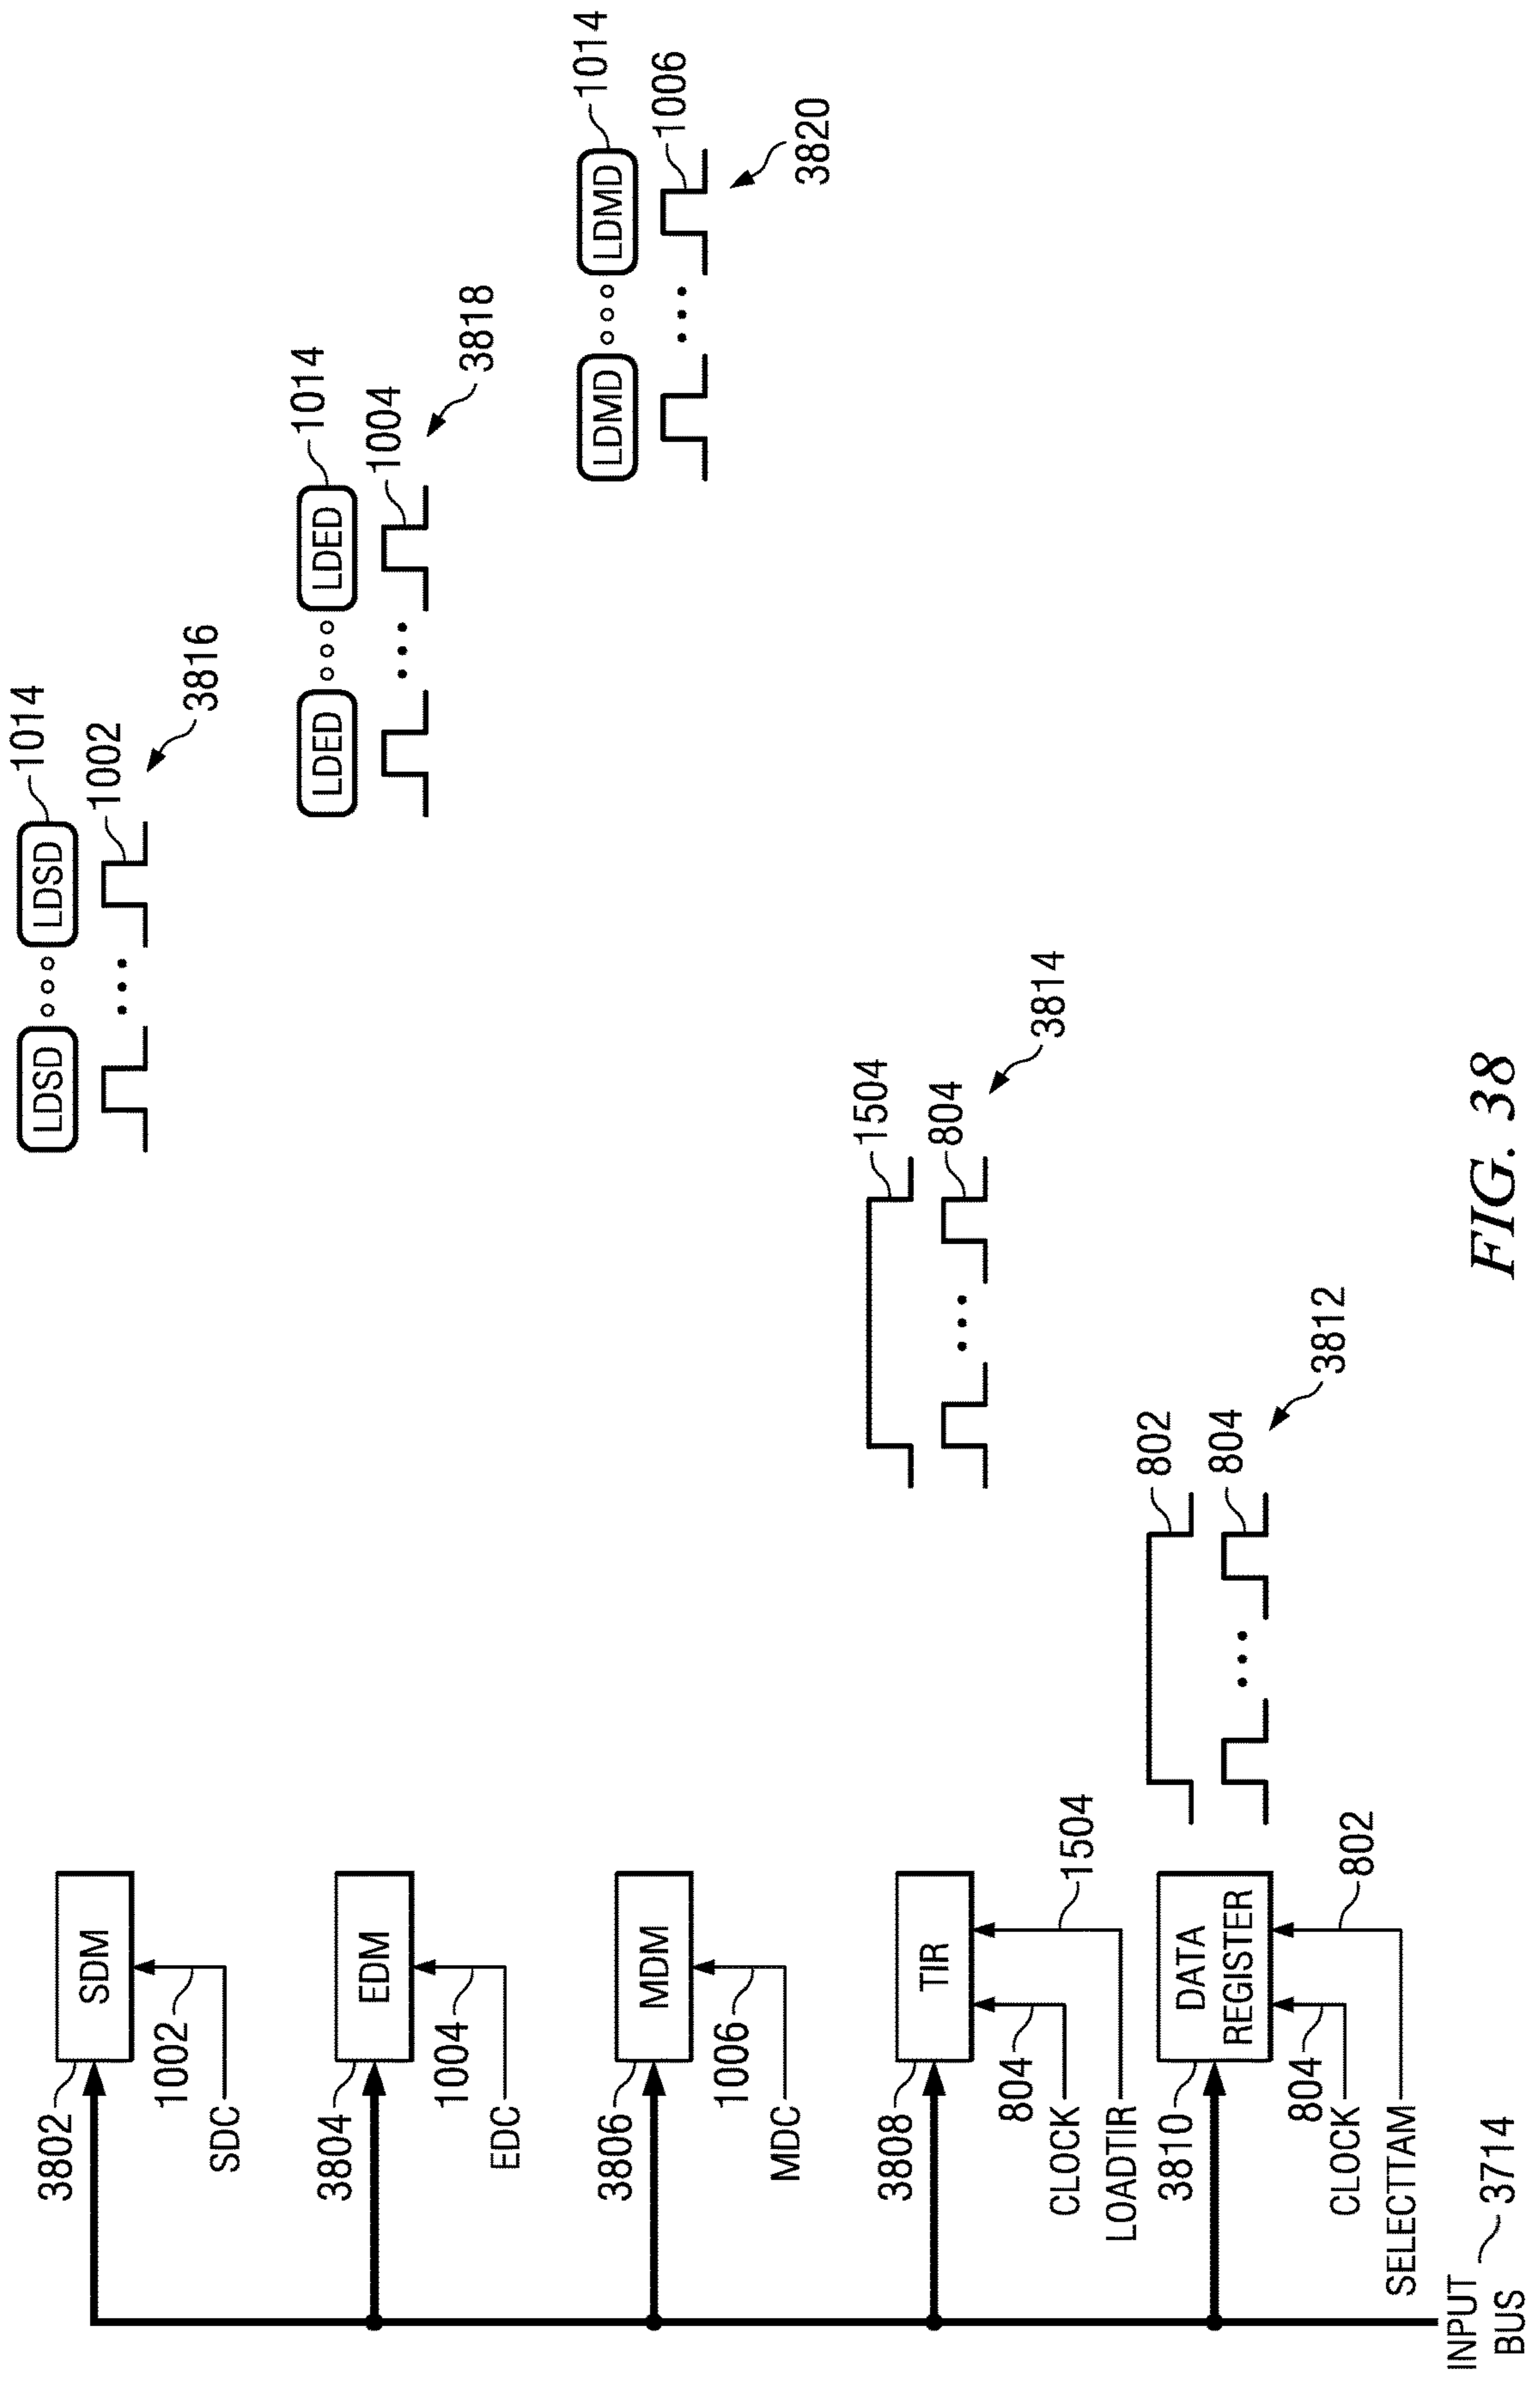 3802
SDM
1002
SDC
LDSD
LDSD
1014
1002
3816
3804
EDM
1004
EDC
LDED
LDED
1014
1004
3818
3806
MDM
1006
MDC
LDMD
LDMD
1014
1006
3820
3808
TIR
804
CLOCK
LOADTIR
1504
1504
804
3814
3810
DATA
REGISTER
804
CLOCK
SELECTTAM
802
802
804
3812
INPUT
BUS
3714
FIG. 38